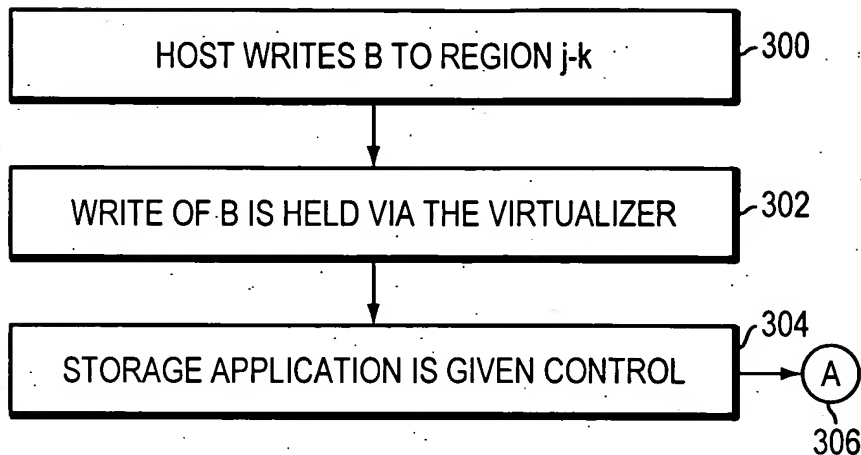 HOST WRITES B TO REGION j-k
300
WRITE OF B IS HELD VIA THE VIRTUALIZER
302
STORAGE APPLICATION IS GIVEN CONTROL
304
A
306